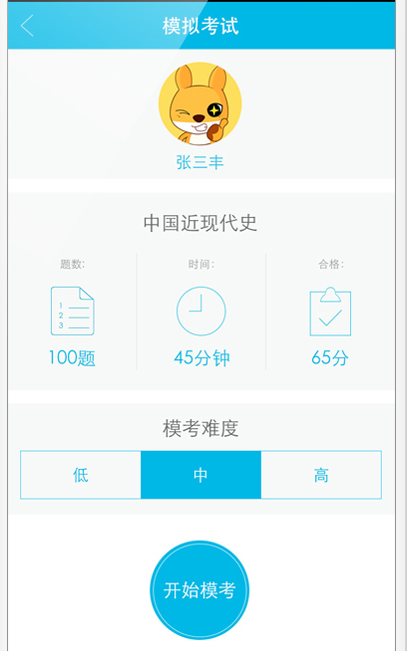 模拟考试
张三丰
中国近现代史
题数: 时间: 合格:
1
2
3
100题 45分钟 65分
模考难度
低 中 高
开始模考